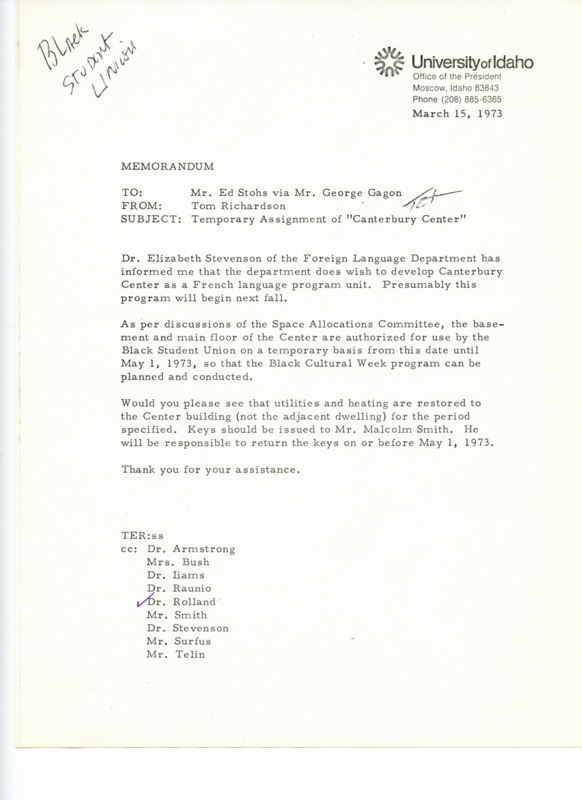 BLack
STUDENT
UNION
University of Idaho
Office of the President
Moscow, Idaho 83843
Phone (208) 885-6365
March 15, 1973
MEMORANDUM
TO: Mr. Ed Stohs via Mr. George Gagon
FROM: Tom Richardson
SUBJECT: Temporary Assignment of "Canterbury Center"
Dr. Elizabeth Stevenson of the Foreign Language Department has
informed me that the department does wish to develop Canterbury
Center as a French language program unit. Presumably this
program will begin next fall.
As per discussions of the Space Allocations Committee, the base-
ment and main floor of the Center are authorized for use by the
Black Student Union on a temporary basis from this date until
May 1, 1973, so that the Black Cultural Week program can be
planned and conducted.
Would you please see that utilities and heating are restored to
the Center building (not the adjacent dwelling) for the period
specified. Keys should be issued to Mr. Malcolm Smith. He
will be responsible to return the keys on or before May 1, 1973.
Thank you for your assistance.
TER:ss
cc: Dr. Armstrong
Mrs. Bush
Dr. Iiams
Dr. Raunio
Dr. Rolland
Mr. Smith
Dr. Stevenson
Mr. Surfus
Mr. Telin